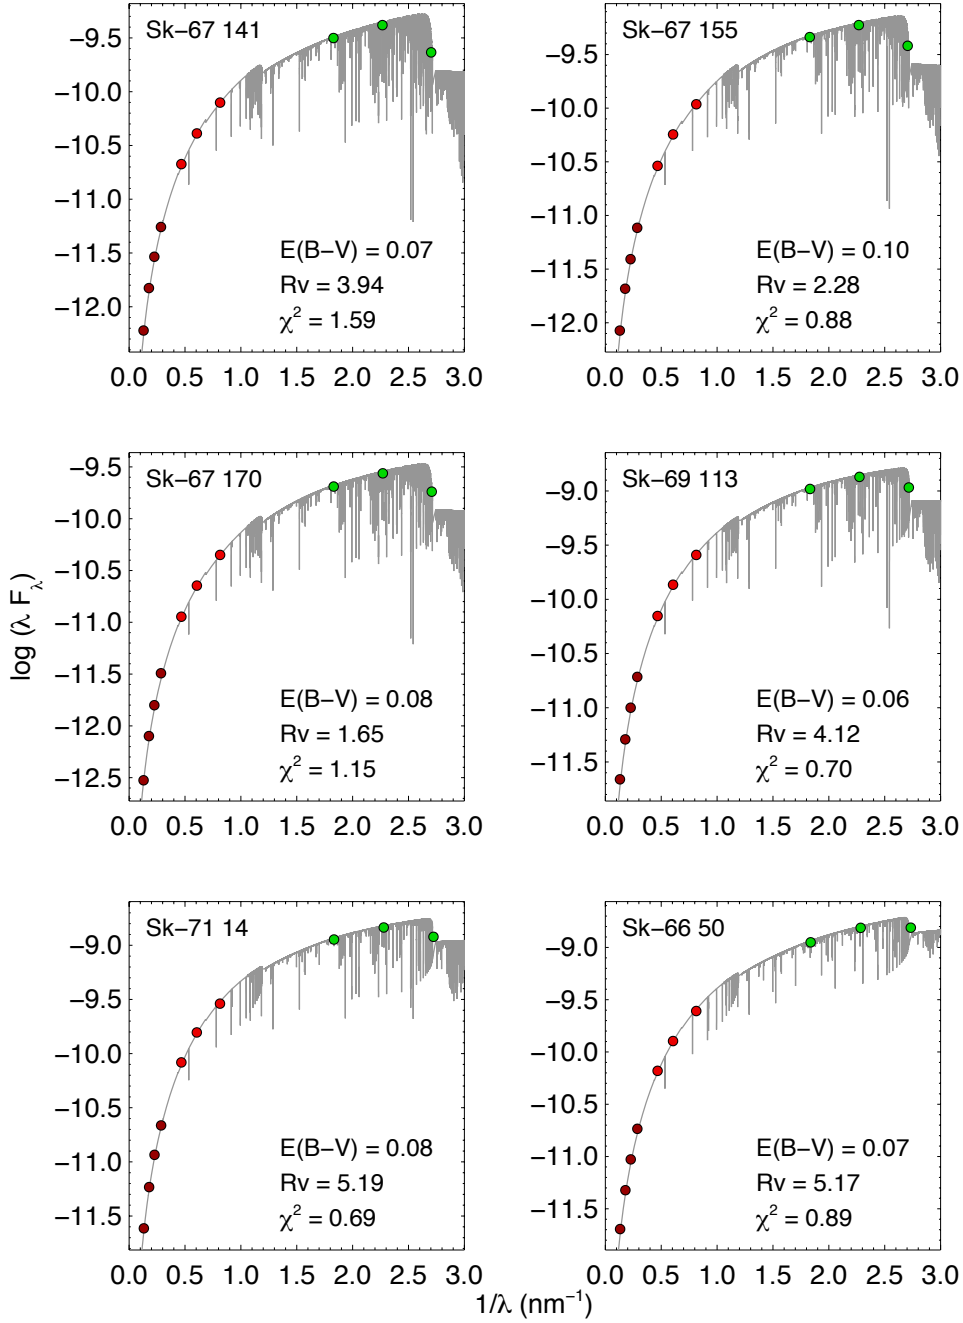 Sk−67 141
−9.5
−10.0
−10.5
−11.0
−11.5
−12.0
E(B−V) = 0.07
Rv = 3.94
χ² = 1.59
0.0 0.5 1.0 1.5 2.0 2.5 3.0
Sk−67 155
−9.5
−10.0
−10.5
−11.0
−11.5
−12.0
E(B−V) = 0.10
Rv = 2.28
χ² = 0.88
0.0 0.5 1.0 1.5 2.0 2.5 3.0
log (λ F_λ)
Sk−67 170
−9.5
−10.0
−10.5
−11.0
−11.5
−12.0
−12.5
E(B−V) = 0.08
Rv = 1.65
χ² = 1.15
0.0 0.5 1.0 1.5 2.0 2.5 3.0
Sk−69 113
−9.0
−9.5
−10.0
−10.5
−11.0
−11.5
E(B−V) = 0.06
Rv = 4.12
χ² = 0.70
0.0 0.5 1.0 1.5 2.0 2.5 3.0
Sk−71 14
−9.0
−9.5
−10.0
−10.5
−11.0
−11.5
E(B−V) = 0.08
Rv = 5.19
χ² = 0.69
0.0 0.5 1.0 1.5 2.0 2.5 3.0
Sk−66 50
−9.0
−9.5
−10.0
−10.5
−11.0
−11.5
E(B−V) = 0.07
Rv = 5.17
χ² = 0.89
0.0 0.5 1.0 1.5 2.0 2.5 3.0
1/λ (nm⁻¹)